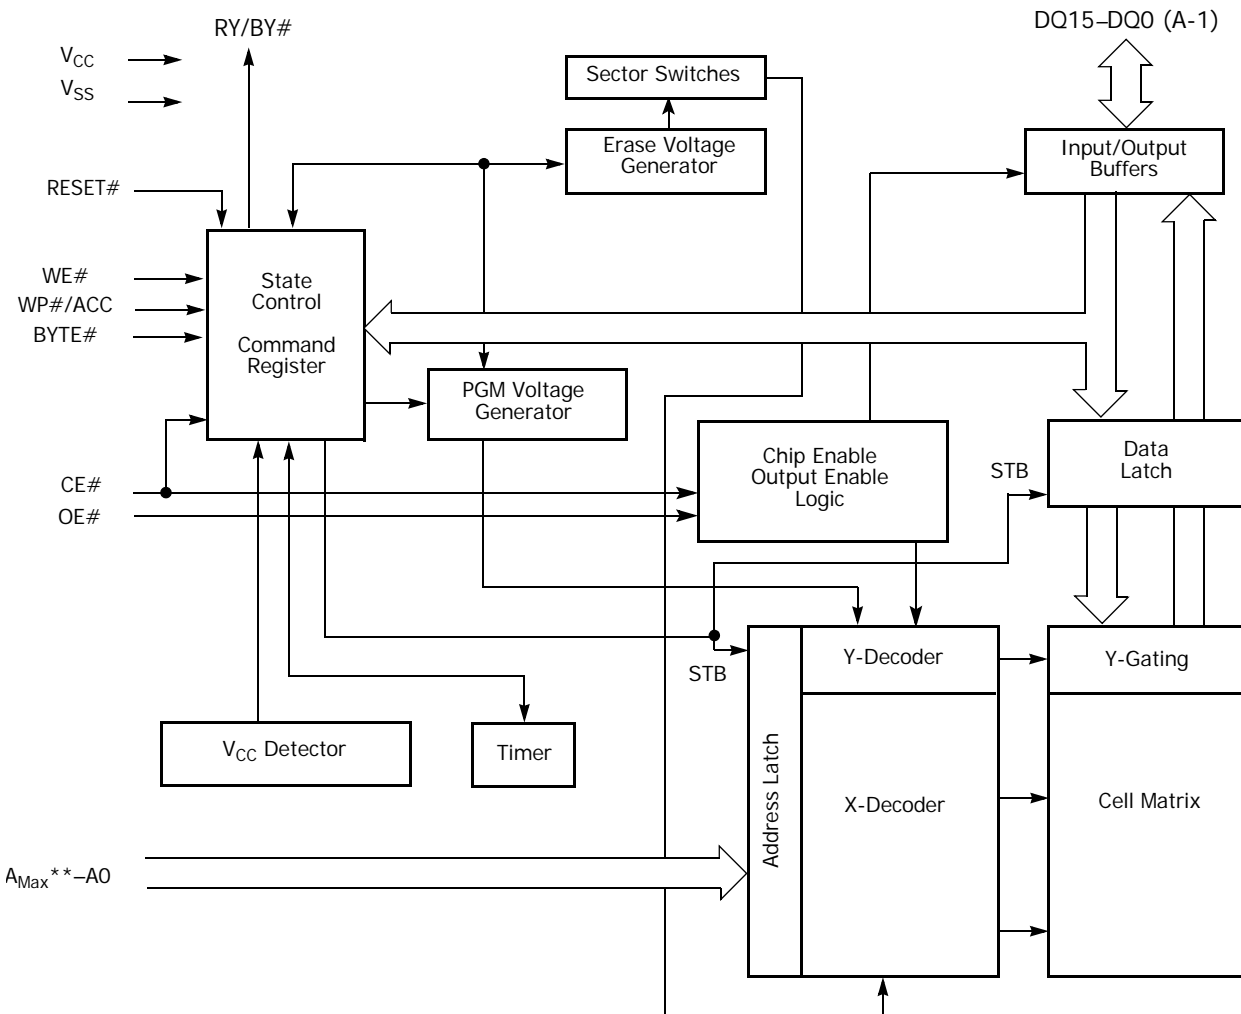 RY/BY#
DQ15–DQ0 (A-1)
VCC
VSS
Sector Switches
Erase Voltage
Generator
Input/Output
Buffers
RESET#
WE#
WP#/ACC
BYTE#
State
Control
Command
Register
PGM Voltage
Generator
Chip Enable
Output Enable
Logic
Data
Latch
STB
CE#
OE#
STB
Y-Decoder
Y-Gating
VCC Detector
Timer
Address Latch
X-Decoder
Cell Matrix
AMax**–A0